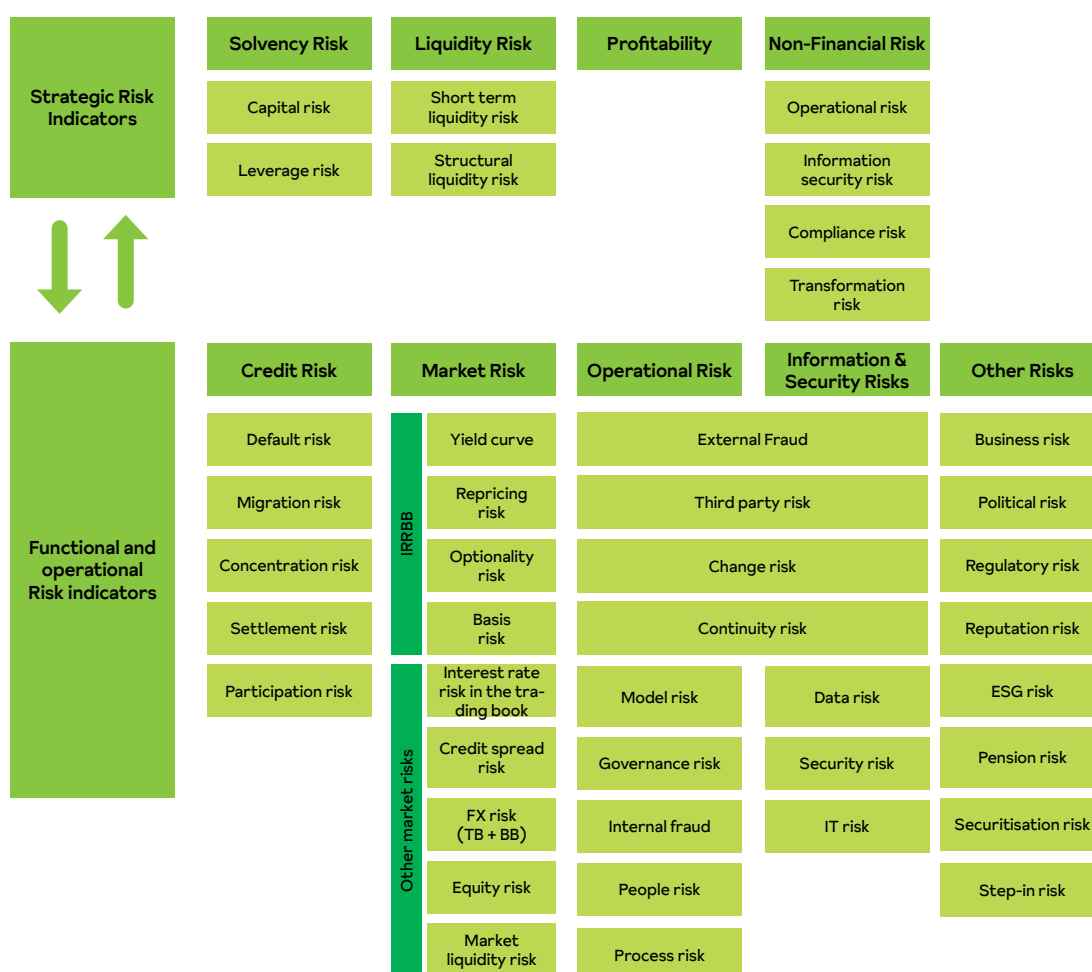 Strategic Risk
Indicators
Solvency Risk
Capital risk
Leverage risk
Liquidity Risk
Short term
liquidity risk
Structural
liquidity risk
Profitability
Non-Financial Risk
Operational risk
Information
security risk
Compliance risk
Transformation
risk
Functional and
operational
Risk indicators
Credit Risk
Default risk
Migration risk
Concentration risk
Settlement risk
Participation risk
Market Risk
IRRBB
Yield curve
Repricing
risk
Optionality
risk
Basis
risk
Other market risks
Interest rate
risk in the tra-
ding book
Credit spread
risk
FX risk
(TB + BB)
Equity risk
Market
liquidity risk
Operational Risk
Information &
Security Risks
External Fraud
Third party risk
Change risk
Continuity risk
Model risk
Governance risk
Internal fraud
People risk
Process risk
Data risk
Security risk
IT risk
Other Risks
Business risk
Political risk
Regulatory risk
Reputation risk
ESG risk
Pension risk
Securitisation risk
Step-in risk